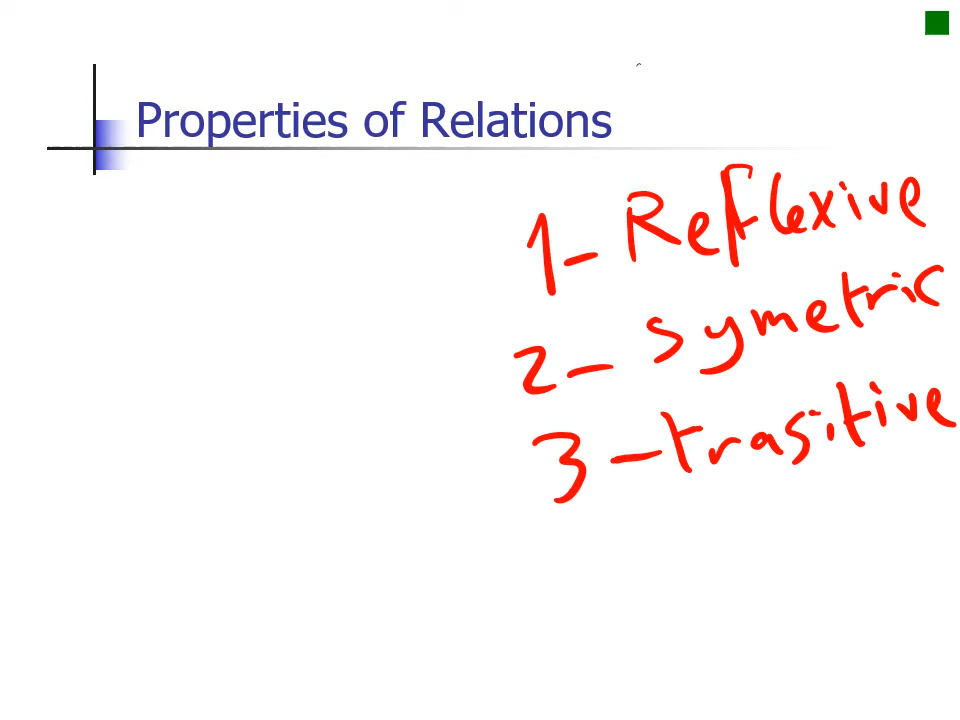 Properties of Relations
1- Reflexive
2- symetric
3- trasitive